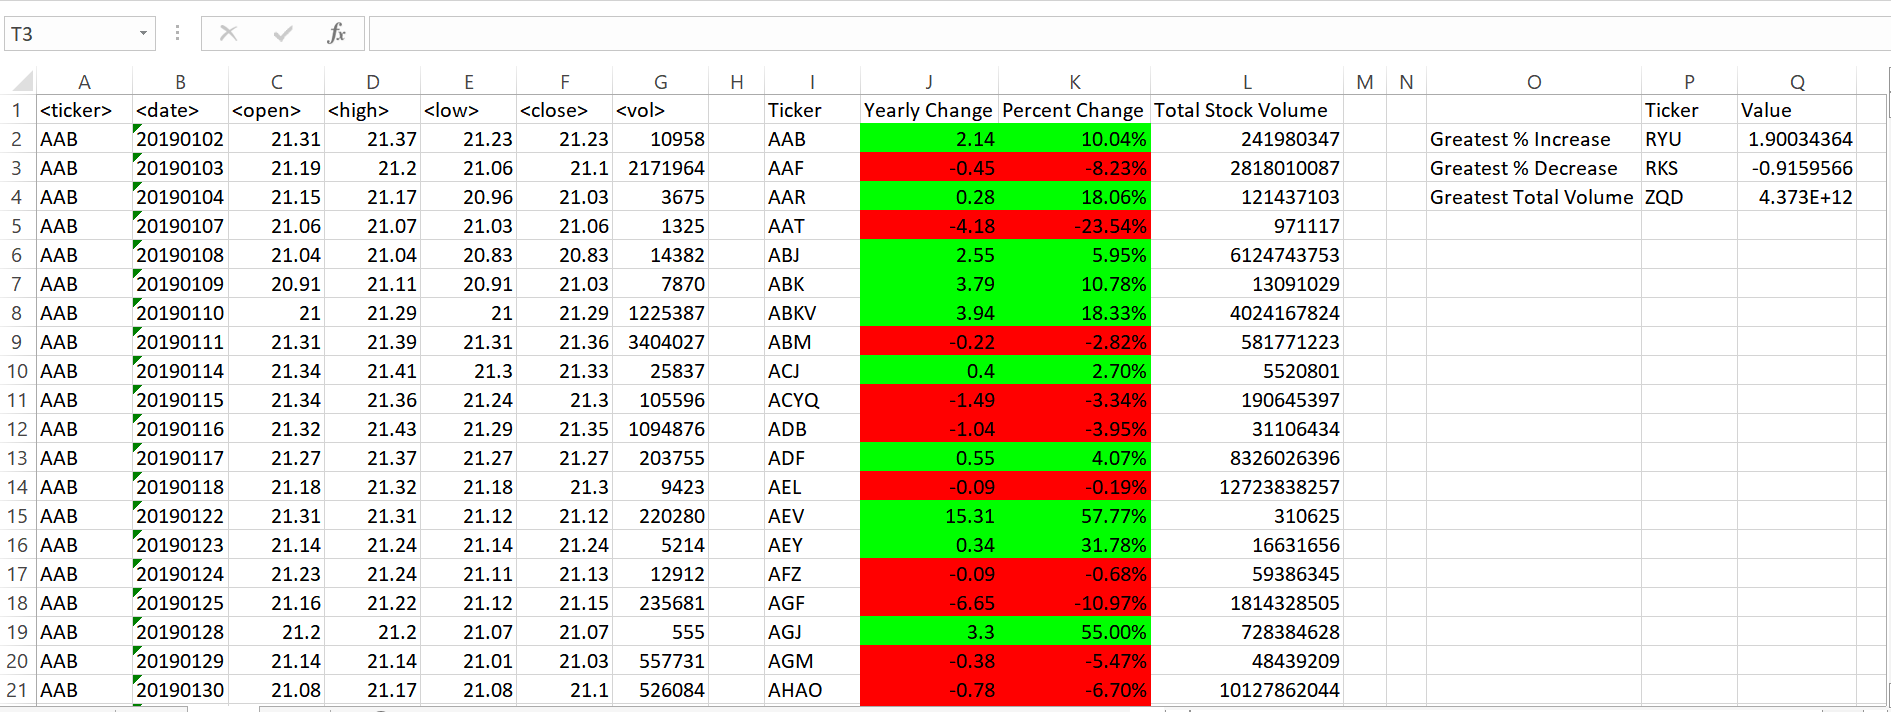 T3 fx
A B C D E F G H I J K L M N O P Q
1 <ticker> <date> <open> <high> <low> <close> <vol> Ticker Yearly Change Percent Change Total Stock Volume Ticker Value
2 AAB 20190102 21.31 21.37 21.23 21.23 10958 AAB 2.14 10.04% 241980347 Greatest % Increase RYU 1.90034364
3 AAB 20190103 21.19 21.2 21.06 21.1 2171964 AAF -0.45 -8.23% 2818010087 Greatest % Decrease RKS -0.9159566
4 AAB 20190104 21.15 21.17 20.96 21.03 3675 AAR 0.28 18.06% 121437103 Greatest Total Volume ZQD 4.373E+12
5 AAB 20190107 21.06 21.07 21.03 21.06 1325 AAT -4.18 -23.54% 971117
6 AAB 20190108 21.04 21.04 20.83 20.83 14382 ABJ 2.55 5.95% 6124743753
7 AAB 20190109 20.91 21.11 20.91 21.03 7870 ABK 3.79 10.78% 13091029
8 AAB 20190110 21 21.29 21 21.29 1225387 ABKV 3.94 18.33% 4024167824
9 AAB 20190111 21.31 21.39 21.31 21.36 3404027 ABM -0.22 -2.82% 581771223
10 AAB 20190114 21.34 21.41 21.3 21.33 25837 ACJ 0.4 2.70% 5520801
11 AAB 20190115 21.34 21.36 21.24 21.3 105596 ACYQ -1.49 -3.34% 190645397
12 AAB 20190116 21.32 21.43 21.29 21.35 1094876 ADB -1.04 -3.95% 31106434
13 AAB 20190117 21.27 21.37 21.27 21.27 203755 ADF 0.55 4.07% 8326026396
14 AAB 20190118 21.18 21.32 21.18 21.3 9423 AEL -0.09 -0.19% 12723838257
15 AAB 20190122 21.31 21.31 21.12 21.12 220280 AEV 15.31 57.77% 310625
16 AAB 20190123 21.14 21.24 21.14 21.24 5214 AEY 0.34 31.78% 16631656
17 AAB 20190124 21.23 21.24 21.11 21.13 12912 AFZ -0.09 -0.68% 59386345
18 AAB 20190125 21.16 21.22 21.12 21.15 235681 AGF -6.65 -10.97% 1814328505
19 AAB 20190128 21.2 21.2 21.07 21.07 555 AGJ 3.3 55.00% 728384628
20 AAB 20190129 21.14 21.14 21.01 21.03 557731 AGM -0.38 -5.47% 48439209
21 AAB 20190130 21.08 21.17 21.08 21.1 526084 AHAO -0.78 -6.70% 10127862044